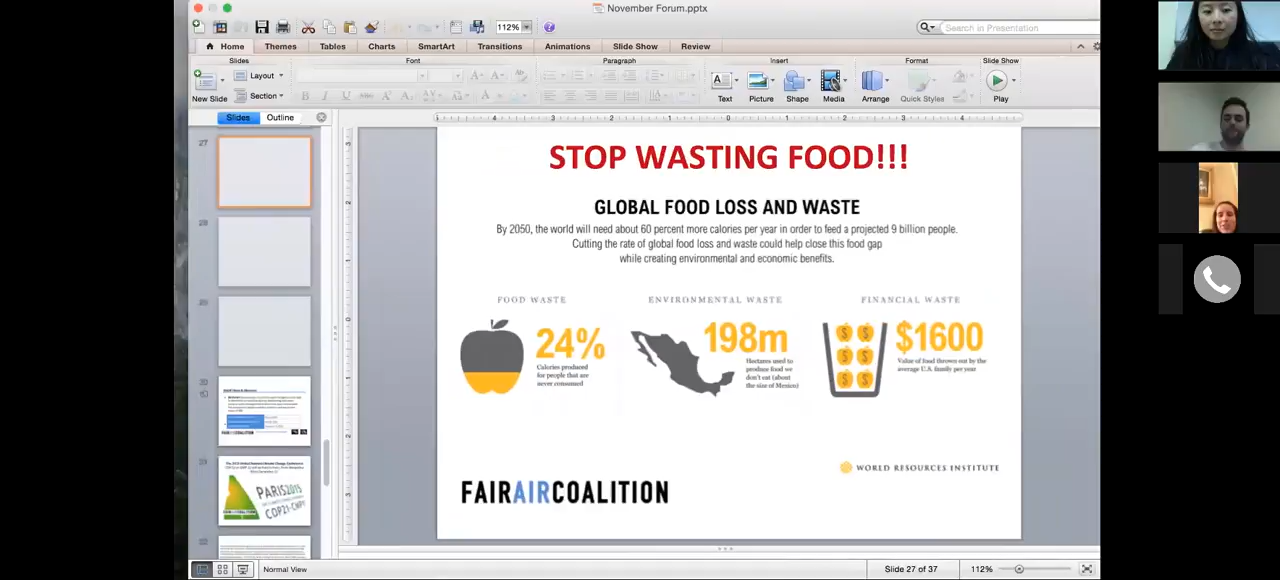 November Forum.pptx
112%
Search in Presentation
Home Themes Tables Charts SmartArt Transitions Animations Slide Show Review
Slides Font Paragraph Insert Format Slide Show
New Slide Layout Section Text Picture Shape Media Arrange Quick Styles Play
Slides Outline
27
28
30
PARIS2015
STOP WASTING FOOD!!!
GLOBAL FOOD LOSS AND WASTE
By 2050, the world will need about 60 percent more calories per year in order to feed a projected 9 billion people.
Cutting the rate of global food loss and waste could help close this food gap
while creating environmental and economic benefits.
FOOD WASTE
24%
Calories produced
for people that are
never consumed
ENVIRONMENTAL WASTE
198m
Hectares used to
produce food we
don't eat (about
the size of Mexico)
FINANCIAL WASTE
$1600
Value of food thrown out by the
average U.S. family per year
WORLD RESOURCES INSTITUTE
FAIRAIRCOALITION
Normal View
Slide 27 of 37
112%